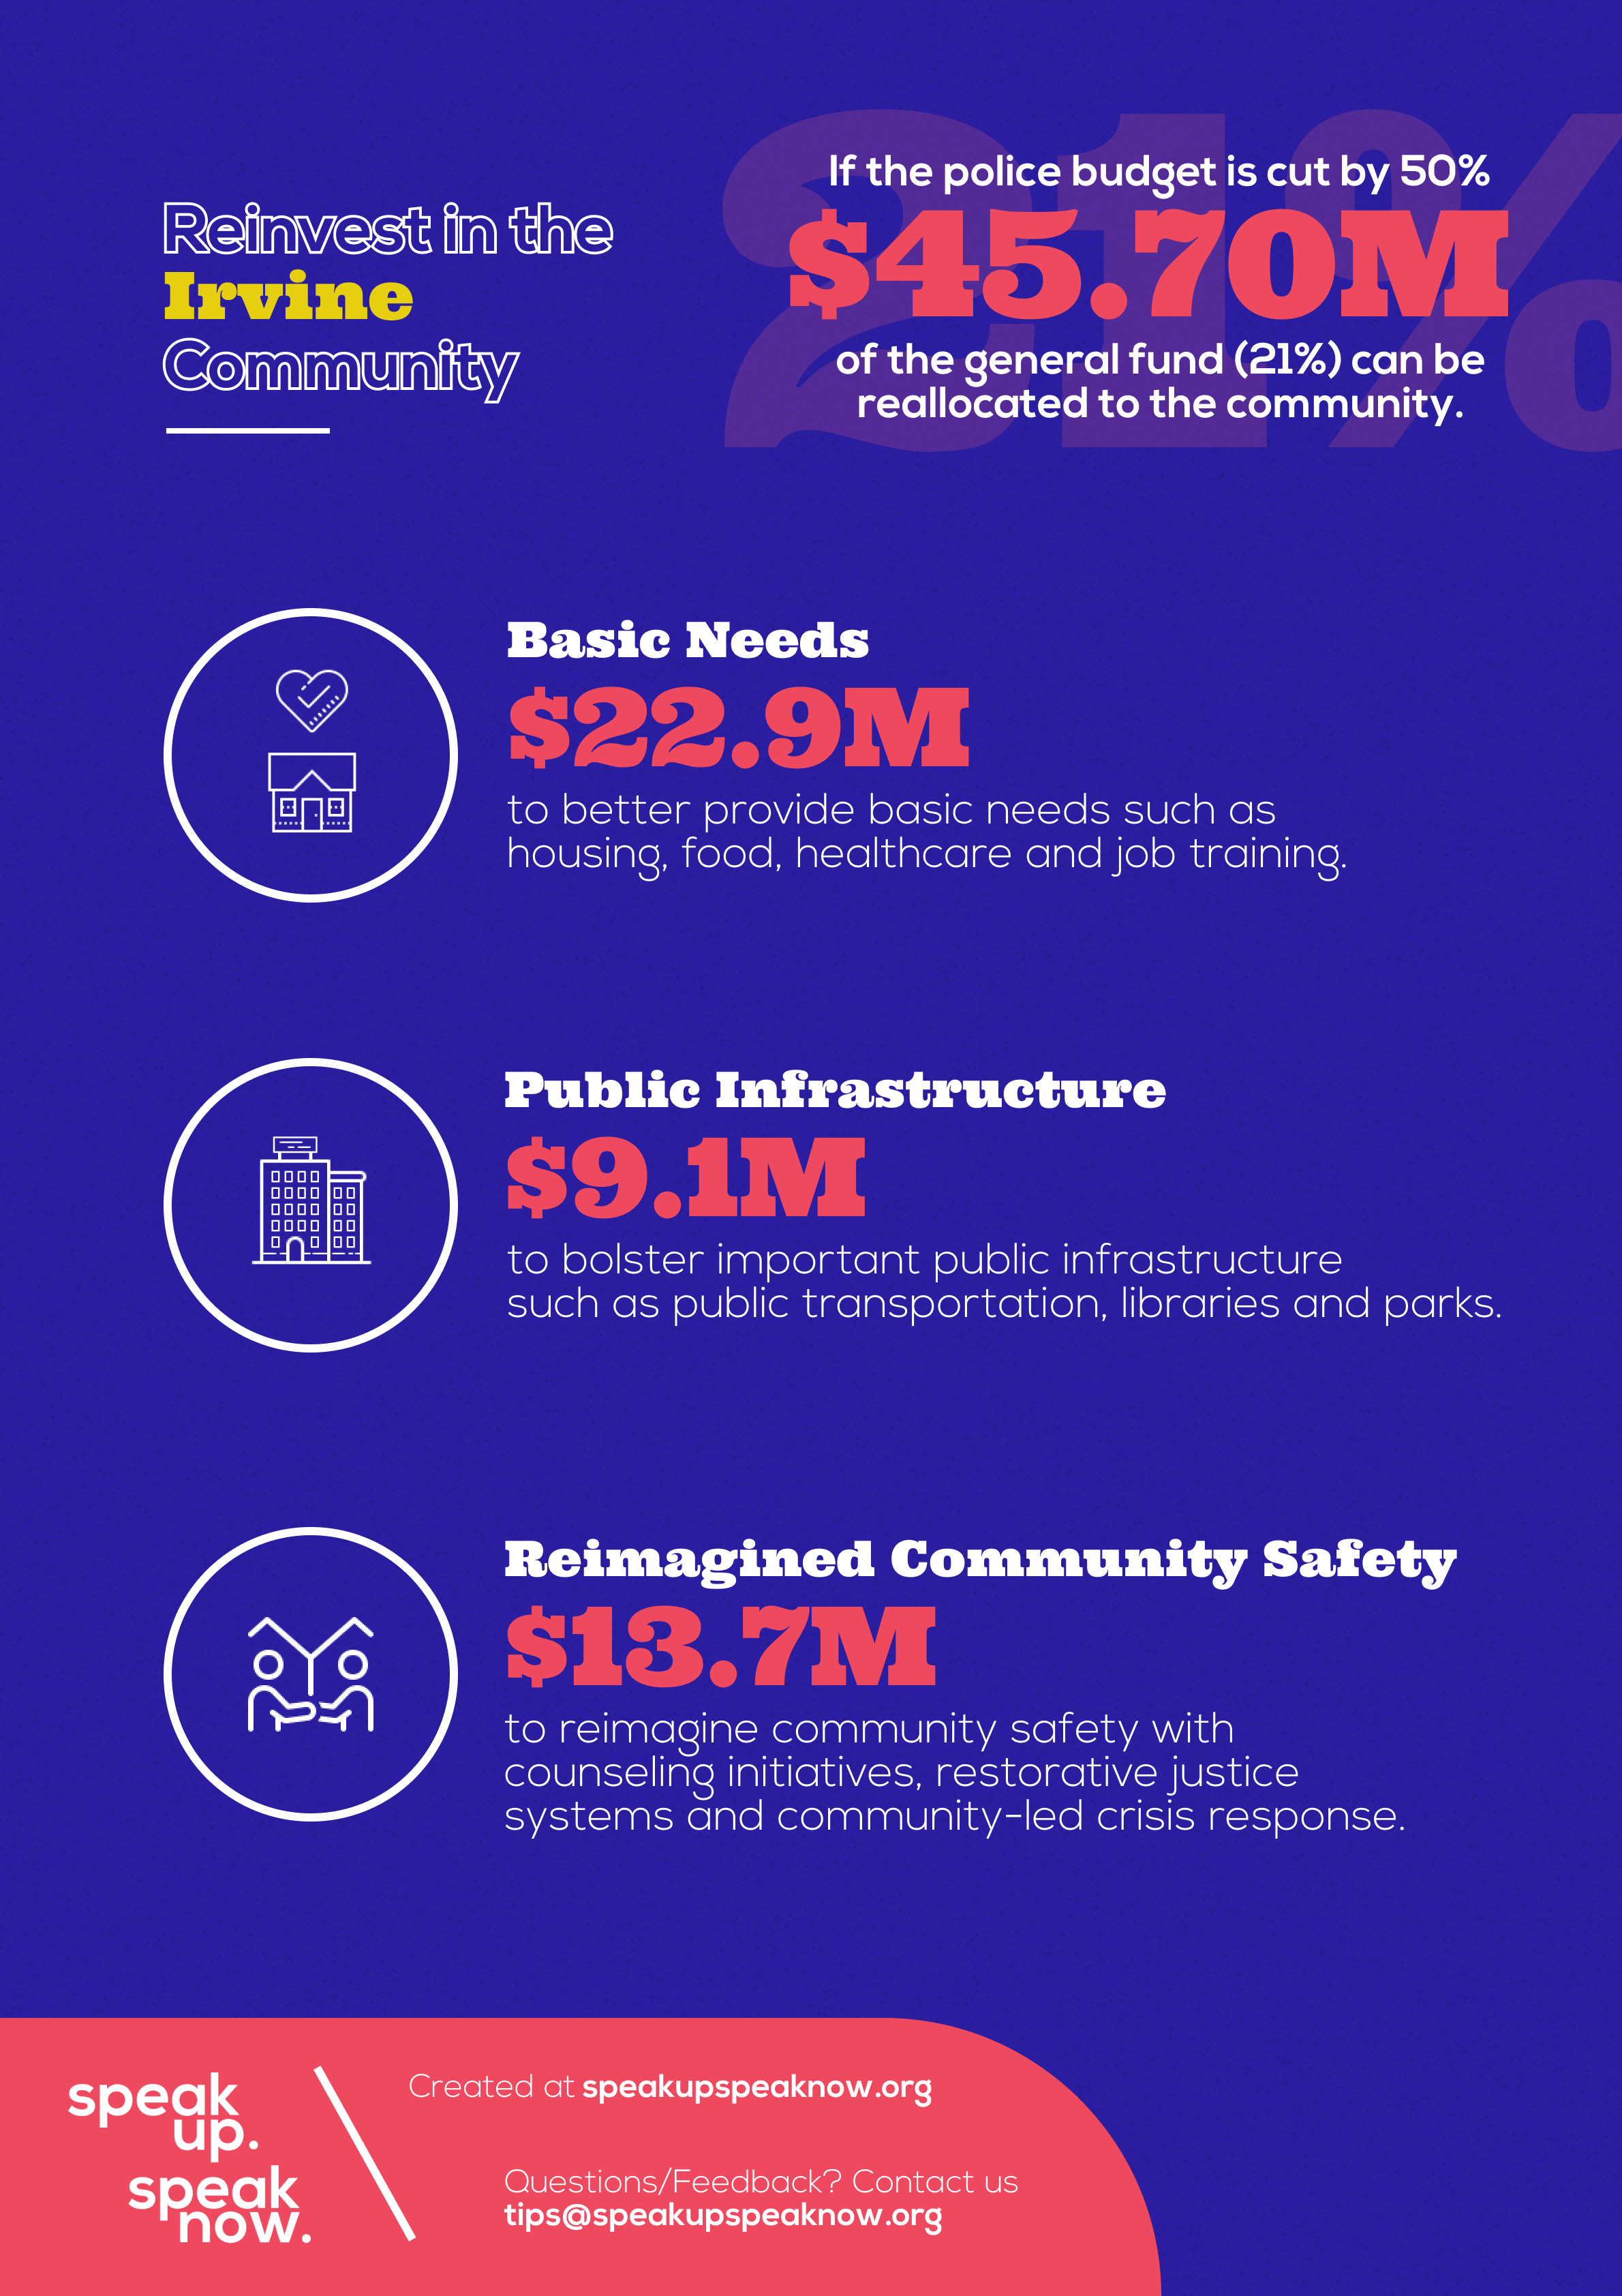 Reinvest in the
Irvine
Community
21%
If the police budget is cut by 50%
$45.70M
of the general fund (21%) can be
reallocated to the community.
Basic Needs
$22.9M
to better provide basic needs such as
housing, food, healthcare and job training.
Public Infrastructure
$9.1M
to bolster important public infrastructure
such as public transportation, libraries and parks.
Reimagined Community Safety
$13.7M
to reimagine community safety with
counseling initiatives, restorative justice
systems and community-led crisis response.
speak
up.
speak
now.
Created at speakupspeaknow.org
Questions/Feedback? Contact us
tips@speakupspeaknow.org